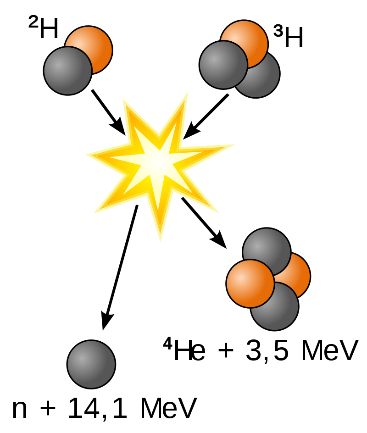 ²H
³H
⁴He + 3,5 MeV
n + 14,1 MeV